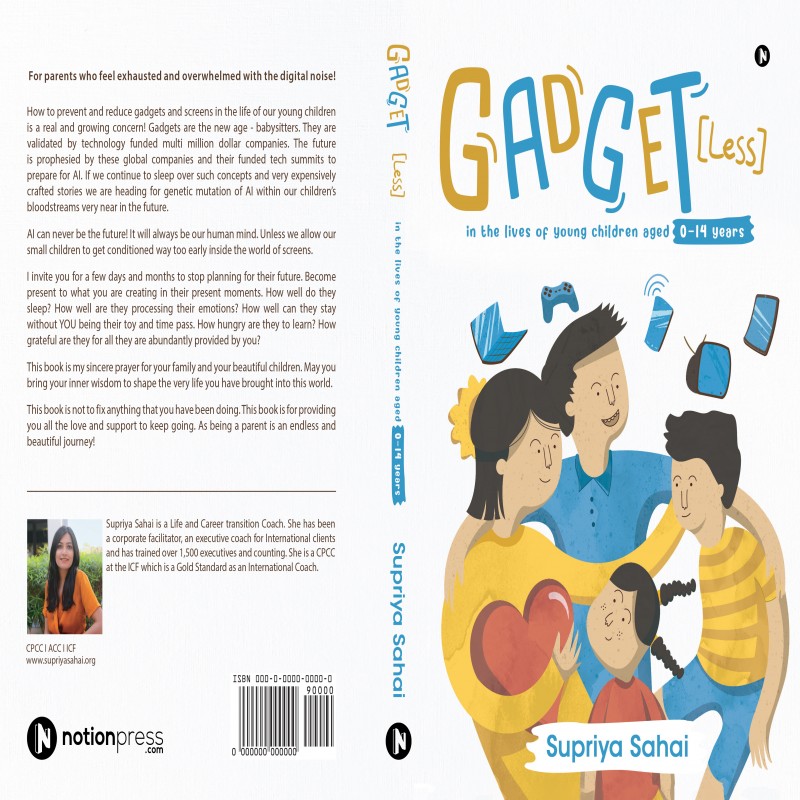 For parents who feel exhausted and overwhelmed with the digital noise!
How to prevent and reduce gadgets and screens in the life of our young children
is a real and growing concern! Gadgets are the new age - babysitters. They are
validated by technology funded multi million dollar companies. The future
is prophesied by these global companies and their funded tech summits to
prepare for AI. If we continue to sleep over such concepts and very expensively
crafted stories we are heading for genetic mutation of AI within our children's
bloodstreams very near in the future.
AI can never be the future! It will always be our human mind. Unless we allow our
small children to get conditioned way too early inside the world of screens.
I invite you for a few days and months to stop planning for their future. Become
present to what you are creating in their present moments. How well do they
sleep? How well are they processing their emotions? How well can they stay
without YOU being their toy and time pass. How hungry are they to learn? How
grateful are they for all they are abundantly provided by you?
This book is my sincere prayer for your family and your beautiful children. May you
bring your inner wisdom to shape the very life you have brought into this world.
This book is not to fix anything that you have been doing. This book is for providing
you all the love and support to keep going. As being a parent is an endless and
beautiful journey!
Supriya Sahai is a Life and Career transition Coach. She has been
a corporate facilitator, an executive coach for International clients
and has trained over 1,500 executives and counting. She is a CPCC
at the ICF which is a Gold Standard as an International Coach.
CPCC I ACC I ICF
www.supriyasahai.org
N notionpress
.com
ISBN 000-0-0000-0000-0
90000
0 000000 000000
GADGET [Less]
in the lives of young children aged 0-14 years
Supriya Sahai
N
N
GADGET [Less]
in the lives of young children aged 0-14 years
Supriya Sahai